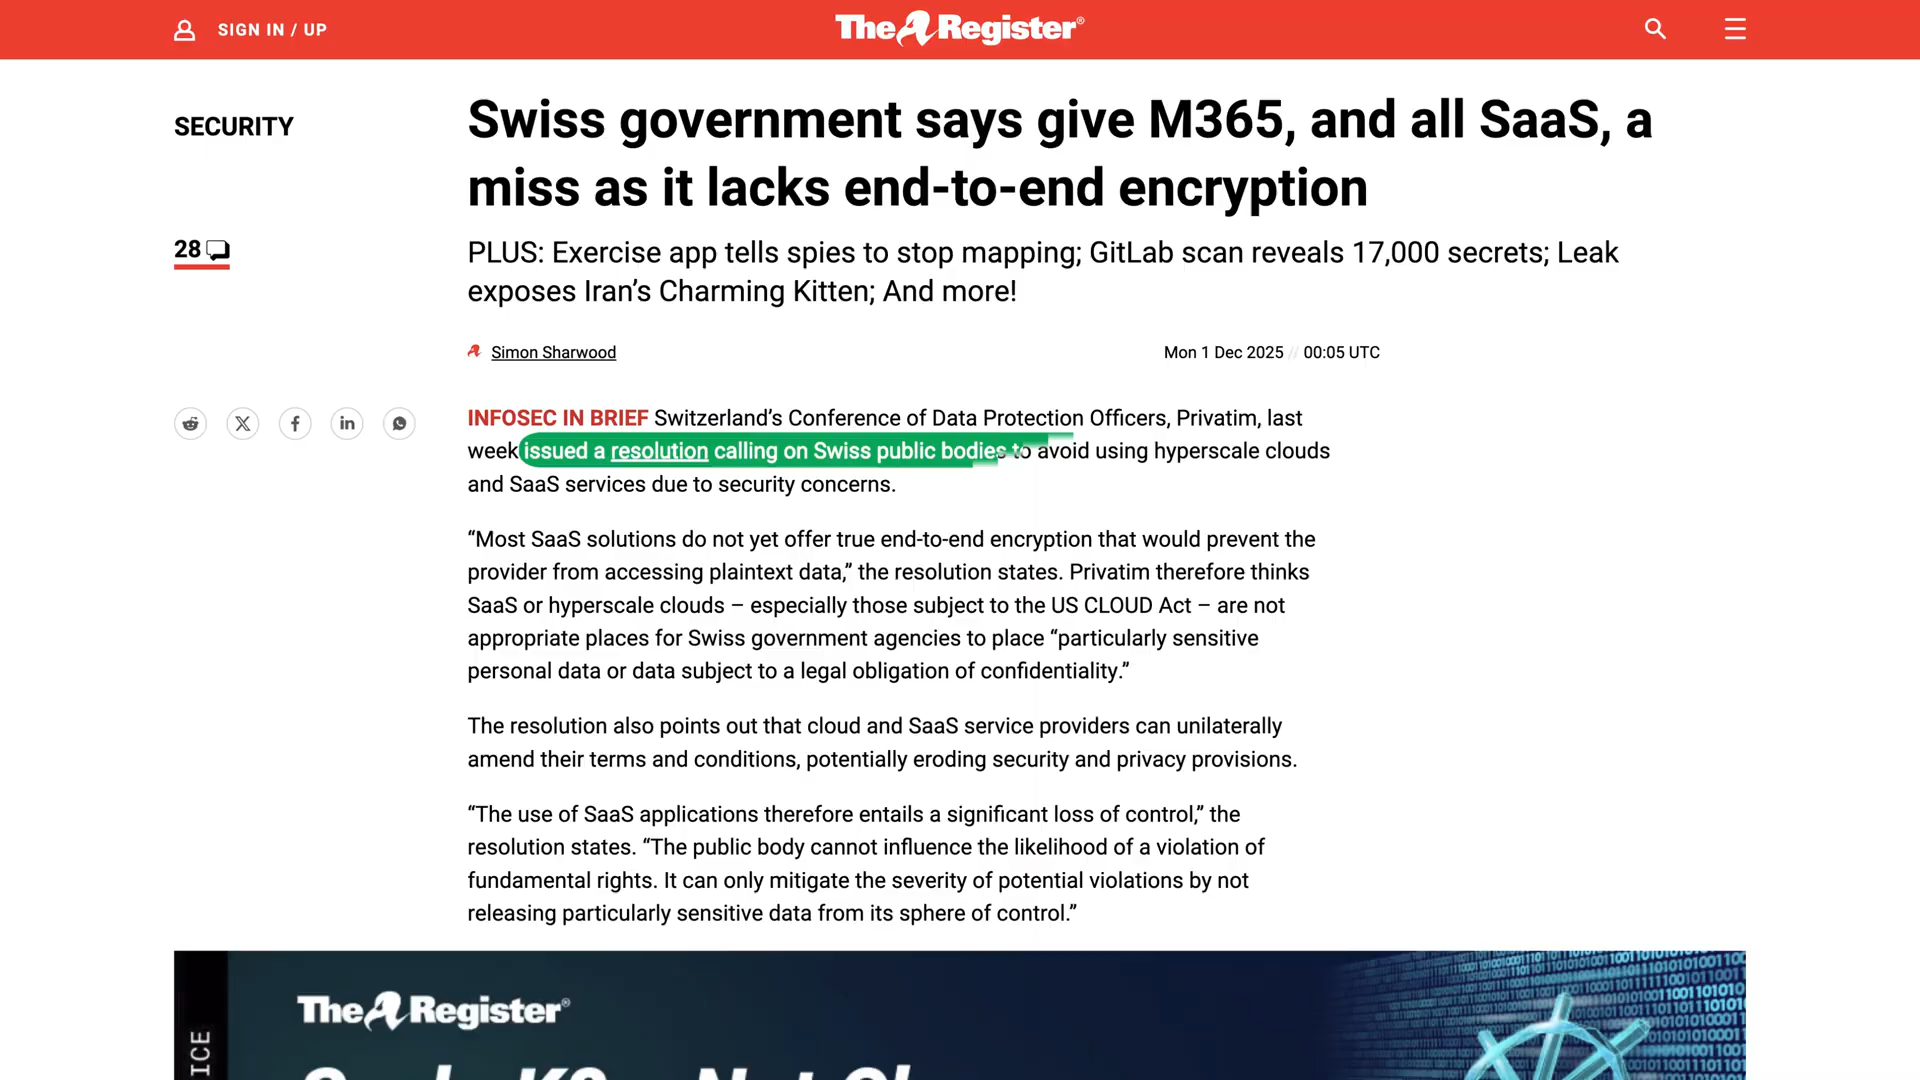 SIGN IN / UP
The Register®
SECURITY
Swiss government says give M365, and all SaaS, a
miss as it lacks end-to-end encryption
28
PLUS: Exercise app tells spies to stop mapping; GitLab scan reveals 17,000 secrets; Leak
exposes Iran’s Charming Kitten; And more!
Simon Sharwood
Mon 1 Dec 2025 // 00:05 UTC
INFOSEC IN BRIEF Switzerland’s Conference of Data Protection Officers, Privatim, last
week issued a resolution calling on Swiss public bodies to avoid using hyperscale clouds
and SaaS services due to security concerns.
“Most SaaS solutions do not yet offer true end-to-end encryption that would prevent the
provider from accessing plaintext data,” the resolution states. Privatim therefore thinks
SaaS or hyperscale clouds – especially those subject to the US CLOUD Act – are not
appropriate places for Swiss government agencies to place “particularly sensitive
personal data or data subject to a legal obligation of confidentiality.”
The resolution also points out that cloud and SaaS service providers can unilaterally
amend their terms and conditions, potentially eroding security and privacy provisions.
“The use of SaaS applications therefore entails a significant loss of control,” the
resolution states. “The public body cannot influence the likelihood of a violation of
fundamental rights. It can only mitigate the severity of potential violations by not
releasing particularly sensitive data from its sphere of control.”
The Register®